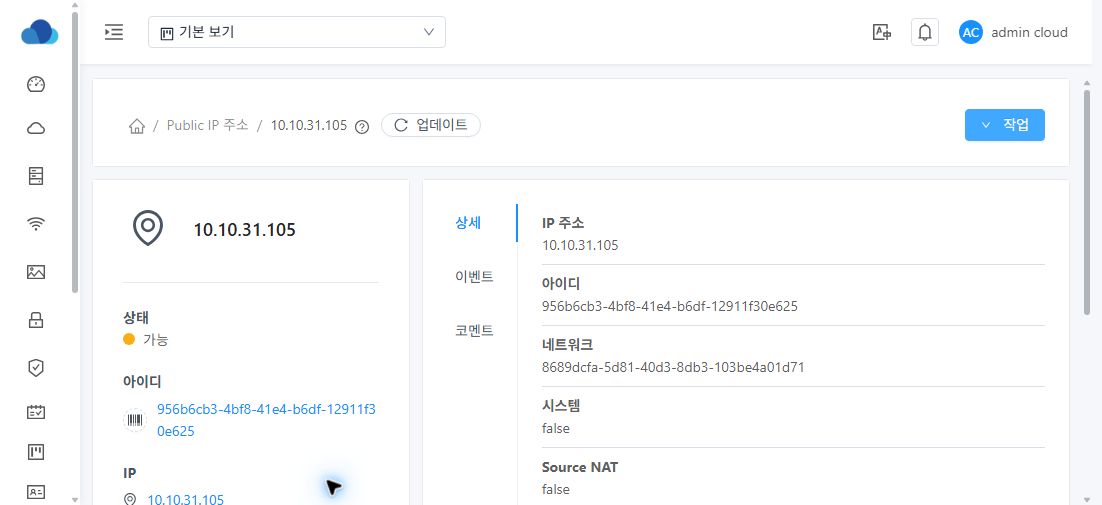 기본 보기
AC admin cloud
/ Public IP 주소 / 10.10.31.105 업데이트
작업
10.10.31.105
상태
가능
아이디
956b6cb3-4bf8-41e4-b6df-12911f3
0e625
IP
10.10.31.105
상세
이벤트
코멘트
IP 주소
10.10.31.105
아이디
956b6cb3-4bf8-41e4-b6df-12911f30e625
네트워크
8689dcfa-5d81-40d3-8db3-103be4a01d71
시스템
false
Source NAT
false